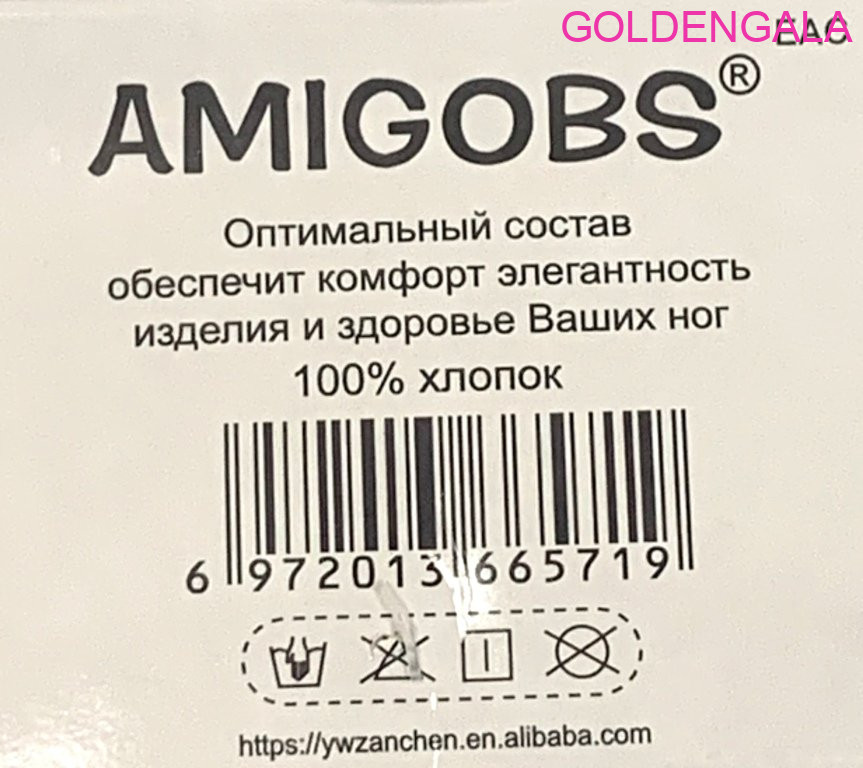 GOLDENGALA
EAC
AMIGOBS®
Оптимальный состав
обеспечит комфорт элегантность
изделия и здоровье Ваших ног
100% хлопок
6 972013 665719
https://ywzanchen.en.alibaba.com